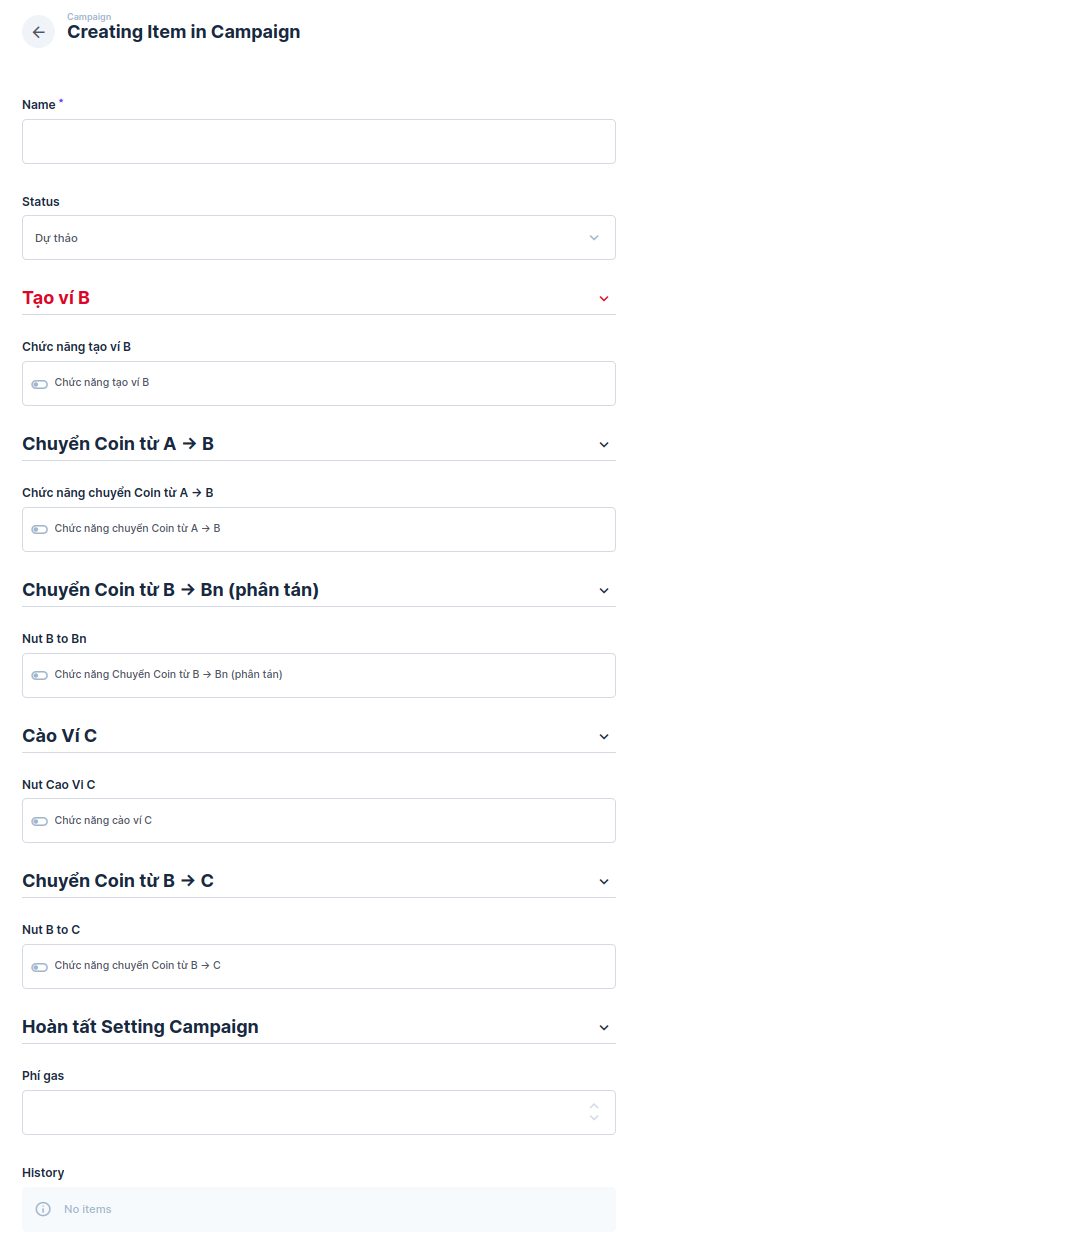 Campaign
Creating Item in Campaign
Name *
Status
Dự thảo
Tạo ví B
Chức năng tạo ví B
Chức năng tạo ví B
Chuyển Coin từ A → B
Chức năng chuyển Coin từ A → B
Chức năng chuyển Coin từ A → B
Chuyển Coin từ B → Bn (phân tán)
Nut B to Bn
Chức năng Chuyển Coin từ B → Bn (phân tán)
Cào Ví C
Nut Cao Vi C
Chức năng cào ví C
Chuyển Coin từ B → C
Nut B to C
Chức năng chuyển Coin từ B → C
Hoàn tất Setting Campaign
Phí gas
History
No items